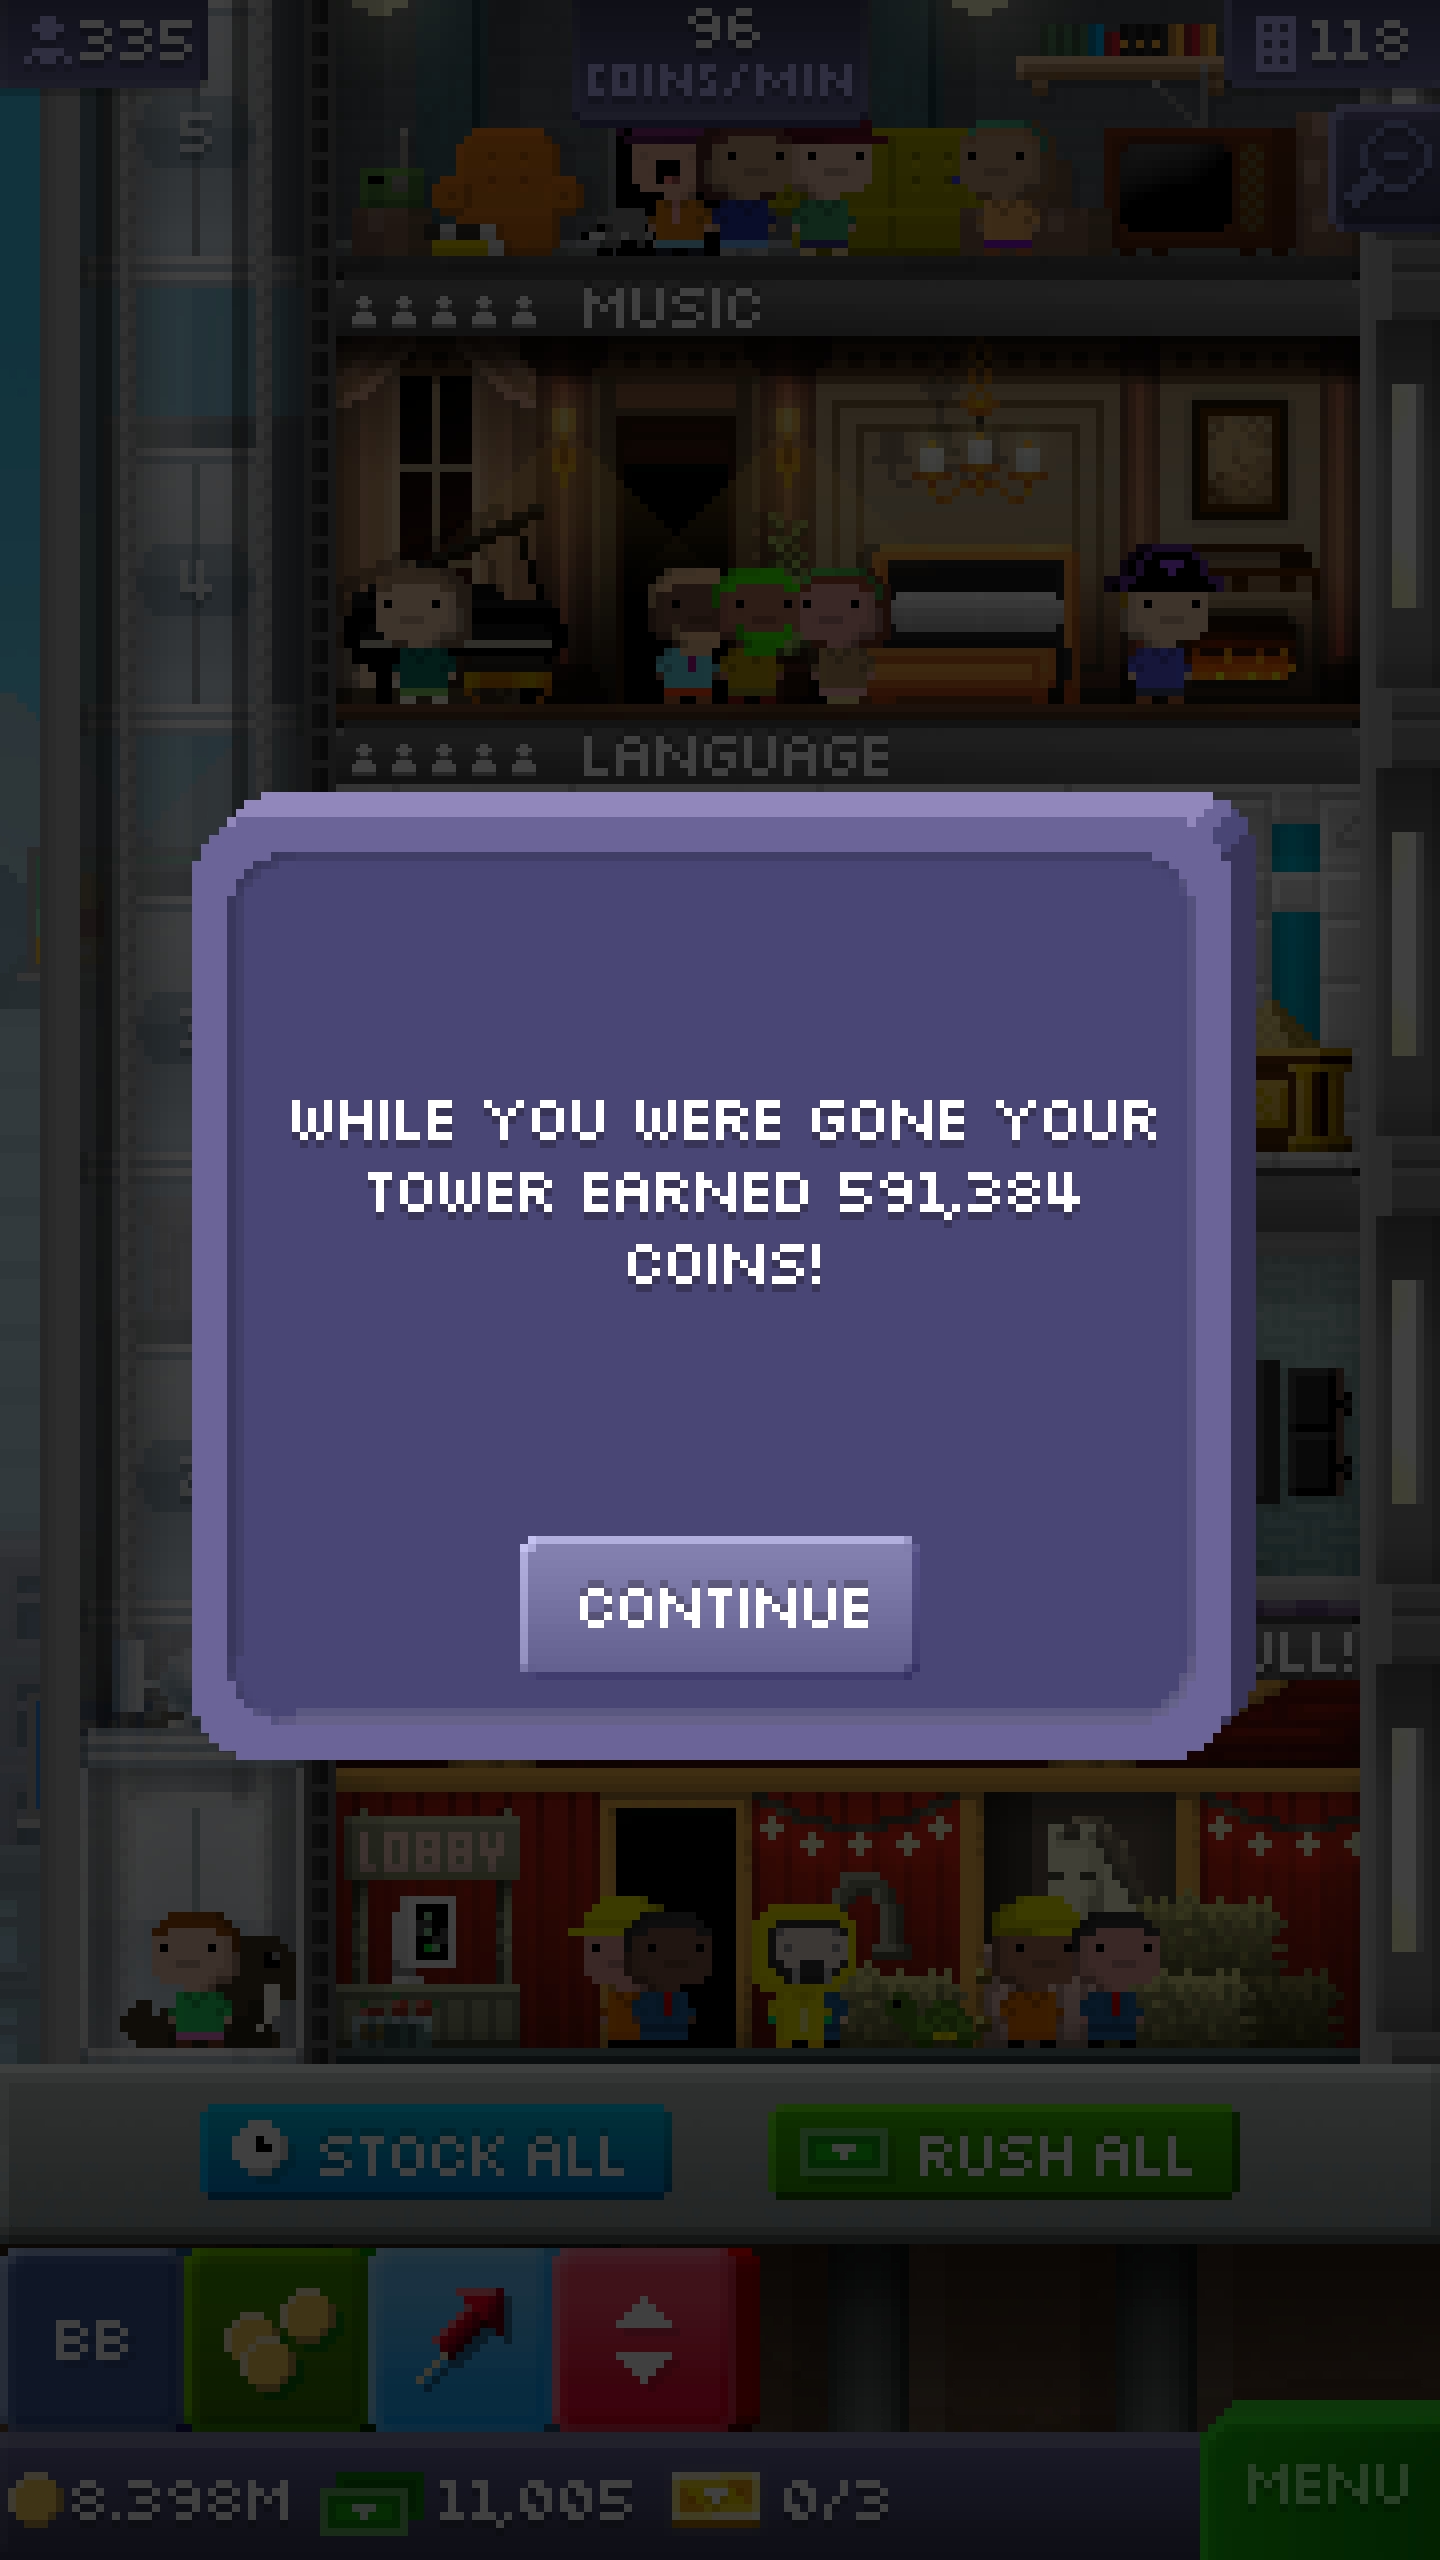 335
96
COINS/MIN
118
5
MUSIC
4
LANGUAGE
WHILE YOU WERE GONE YOUR
TOWER EARNED 591,384
COINS!
CONTINUE
LOBBY
STOCK ALL
RUSH ALL
BB
8.398M
11,005
0/3
MENU